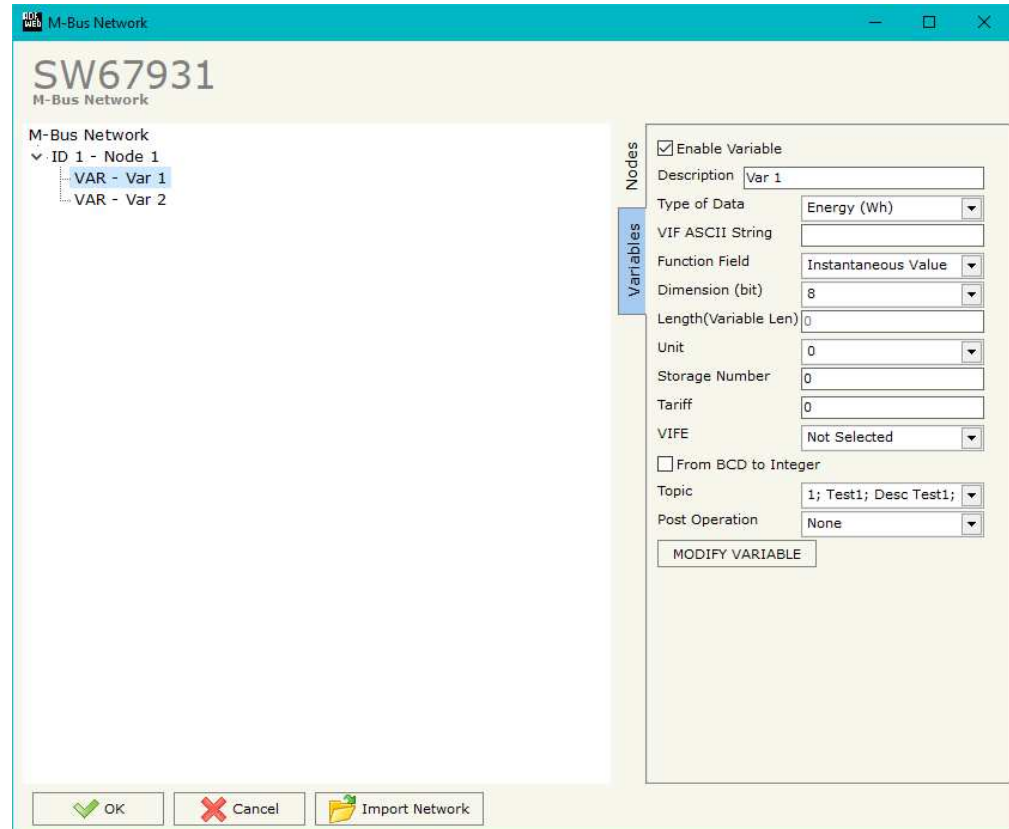 ADF
WEB
M-Bus Network
SW67931
M-Bus Network
M-Bus Network
ID 1 - Node 1
VAR - Var 1
VAR - Var 2
Nodes
Variables
Enable Variable
Description Var 1
Type of Data Energy (Wh)
VIF ASCII String
Function Field Instantaneous Value
Dimension (bit) 8
Length(Variable Len) 0
Unit 0
Storage Number 0
Tariff 0
VIFE Not Selected
From BCD to Integer
Topic 1; Test1; Desc Test1;
Post Operation None
MODIFY VARIABLE
OK Cancel Import Network